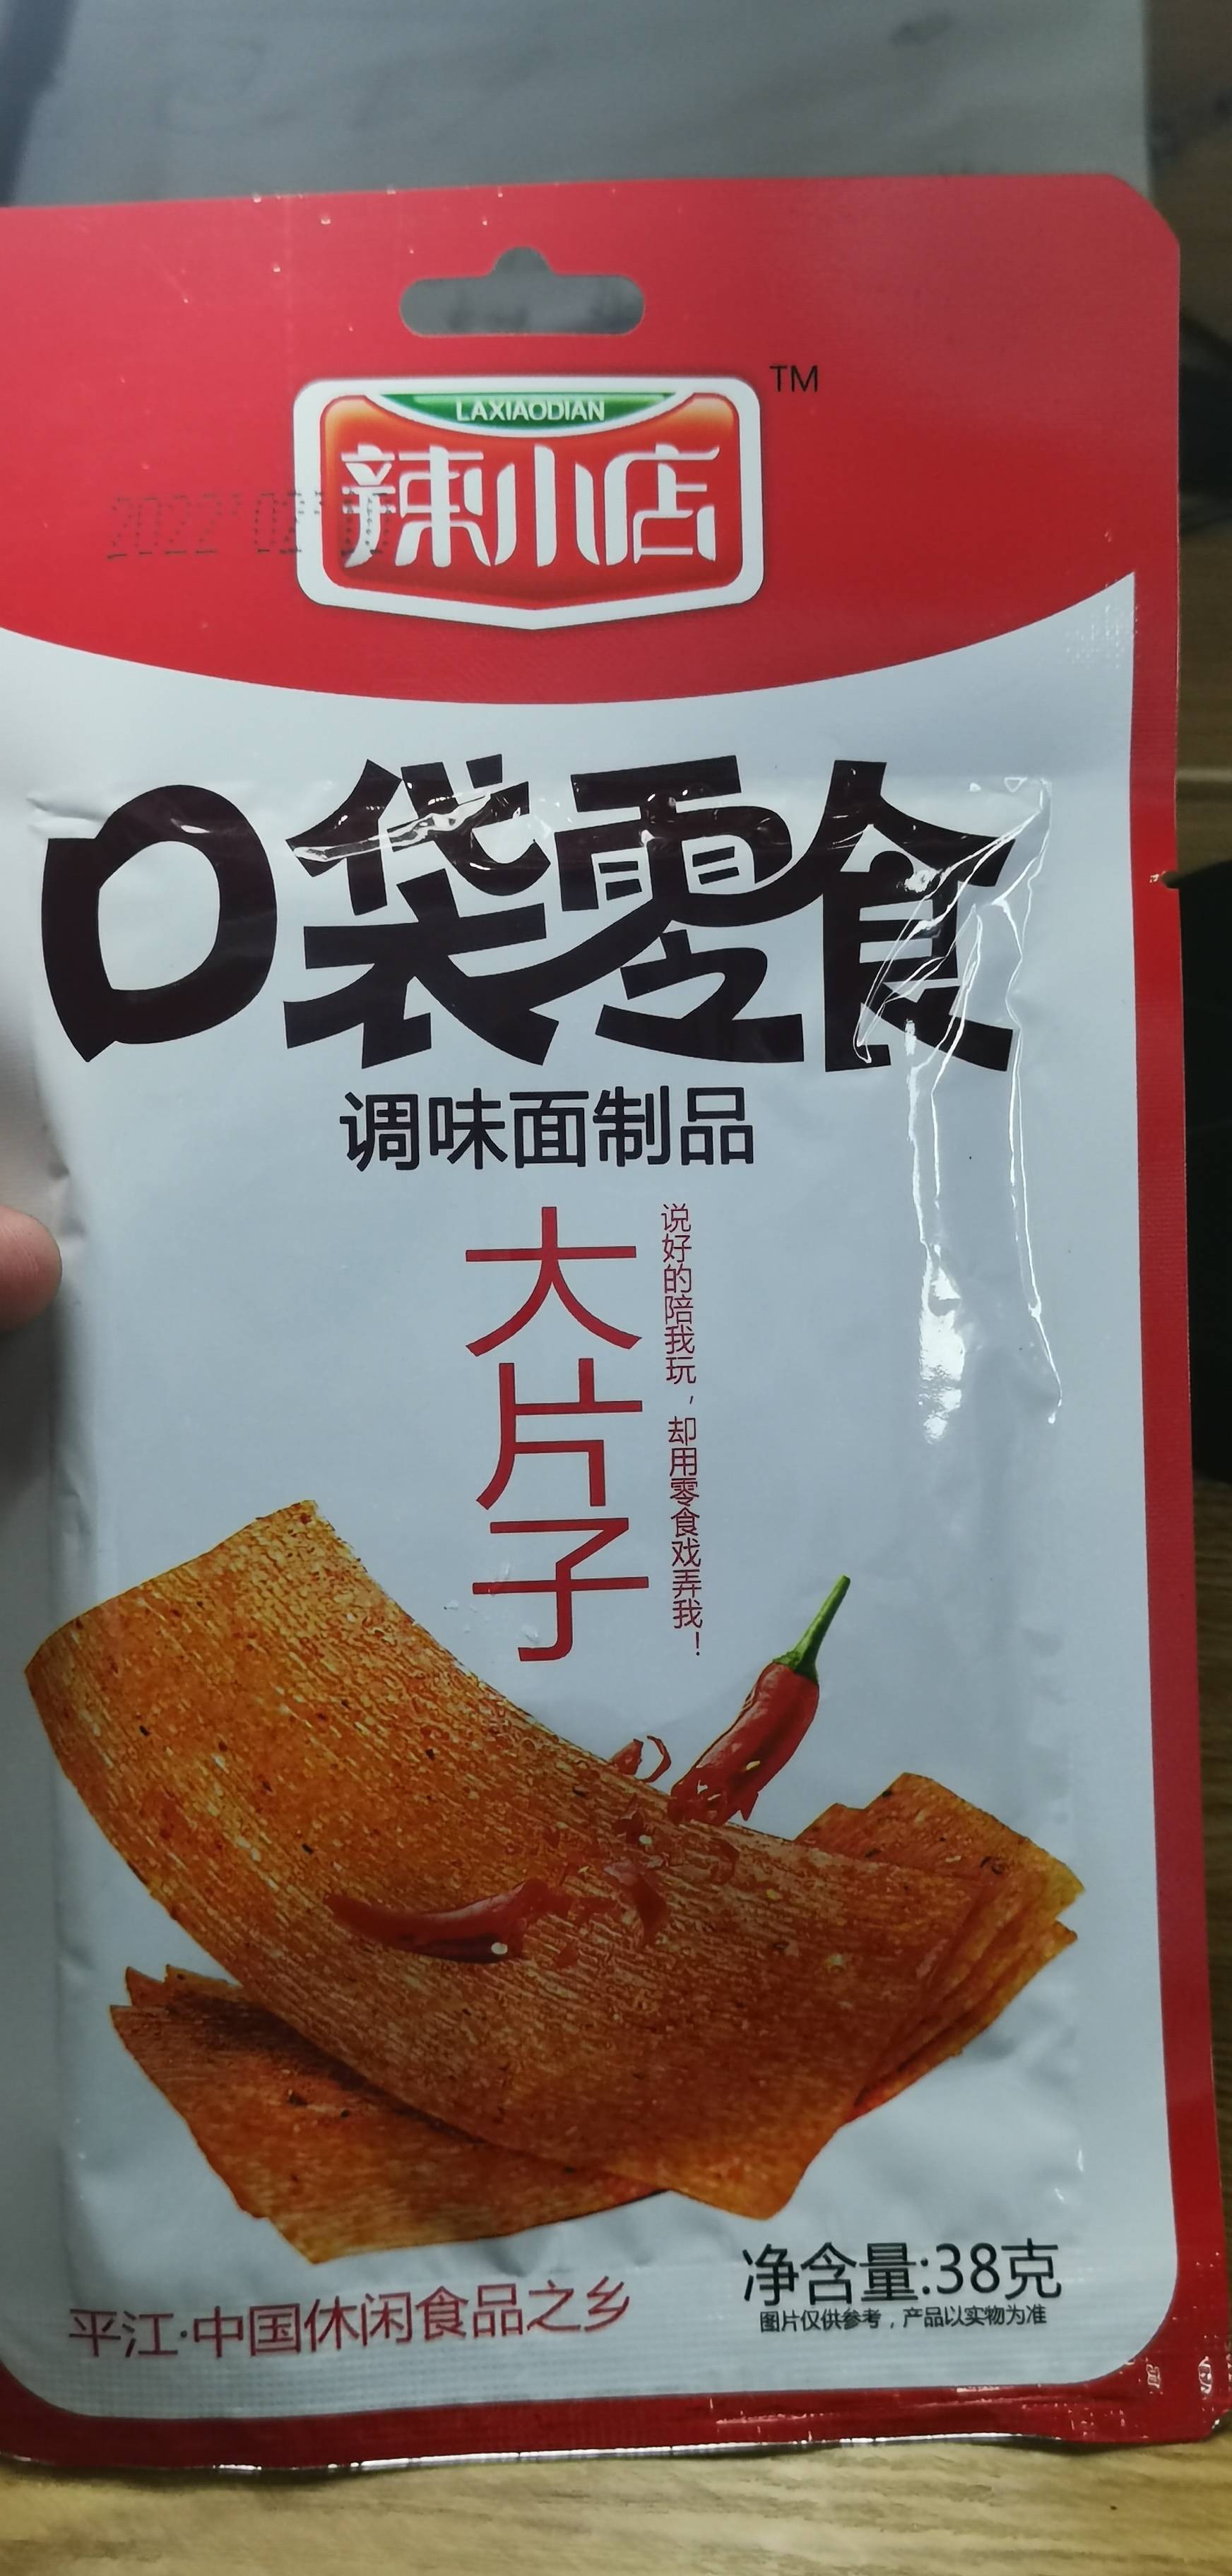 TM
LAXIAODIAN
辣小店
口袋零食
调味面制品
大片子
说好的陪我玩，却用零食戏弄我！
净含量:38克
图片仅供参考，产品以实物为准
平江·中国休闲食品之乡